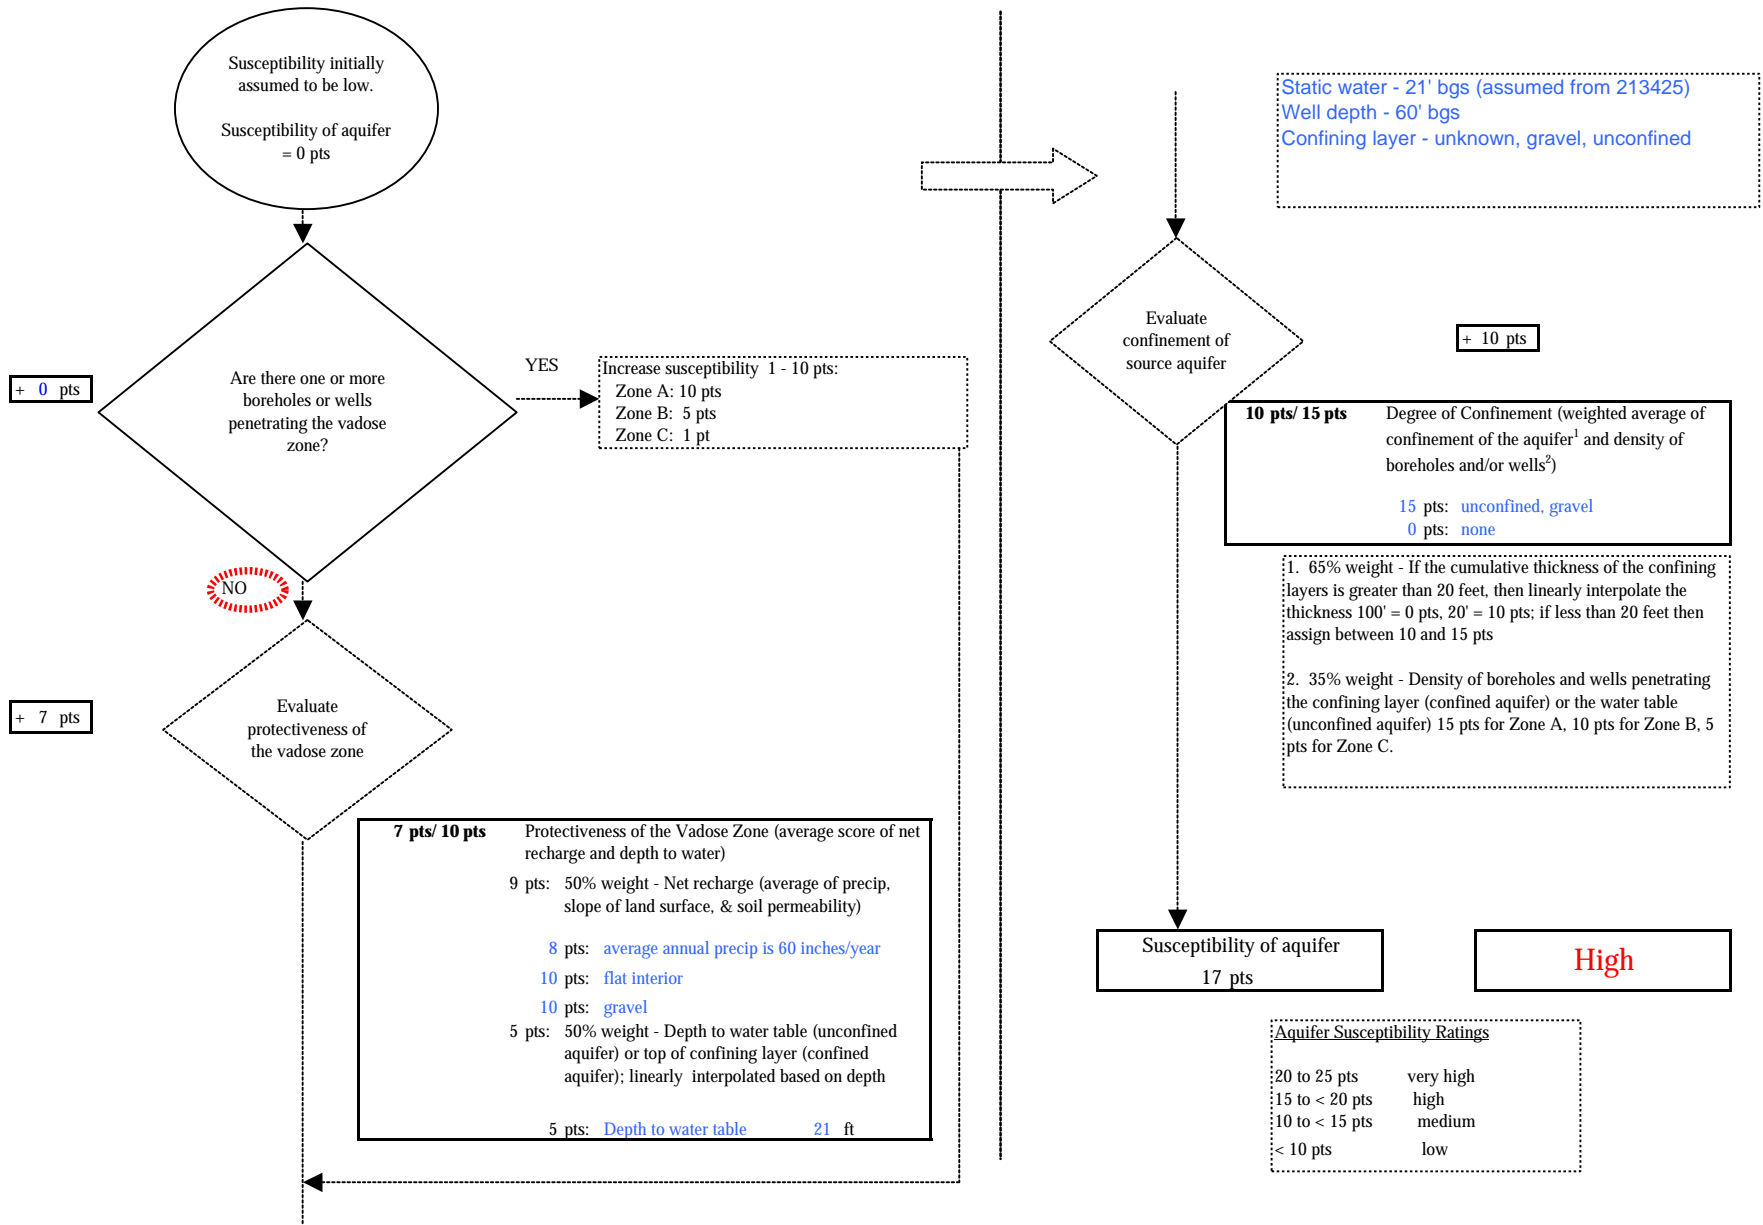 Susceptibility initially
assumed to be low.
Susceptibility of aquifer
= 0 pts
+ 0 pts
Are there one or more
boreholes or wells
penetrating the vadose
zone?
YES
Increase susceptibility 1 - 10 pts:
Zone A: 10 pts
Zone B: 5 pts
Zone C: 1 pt
NO
+ 7 pts
Evaluate
protectiveness of
the vadose zone
7 pts/ 10 pts Protectiveness of the Vadose Zone (average score of net
recharge and depth to water)
9 pts: 50% weight - Net recharge (average of precip,
slope of land surface, & soil permeability)
8 pts: average annual precip is 60 inches/year
10 pts: flat interior
10 pts: gravel
5 pts: 50% weight - Depth to water table (unconfined
aquifer) or top of confining layer (confined
aquifer); linearly interpolated based on depth
5 pts: Depth to water table 21 ft
Static water - 21' bgs (assumed from 213425)
Well depth - 60' bgs
Confining layer - unknown, gravel, unconfined
Evaluate
confinement of
source aquifer
+ 10 pts
10 pts/ 15 pts Degree of Confinement (weighted average of
confinement of the aquifer¹ and density of
boreholes and/or wells²)
15 pts: unconfined, gravel
0 pts: none
1. 65% weight - If the cumulative thickness of the confining
layers is greater than 20 feet, then linearly interpolate the
thickness 100' = 0 pts, 20' = 10 pts; if less than 20 feet then
assign between 10 and 15 pts
2. 35% weight - Density of boreholes and wells penetrating
the confining layer (confined aquifer) or the water table
(unconfined aquifer) 15 pts for Zone A, 10 pts for Zone B, 5
pts for Zone C.
Susceptibility of aquifer
17 pts
High
Aquifer Susceptibility Ratings
20 to 25 pts very high
15 to < 20 pts high
10 to < 15 pts medium
< 10 pts low